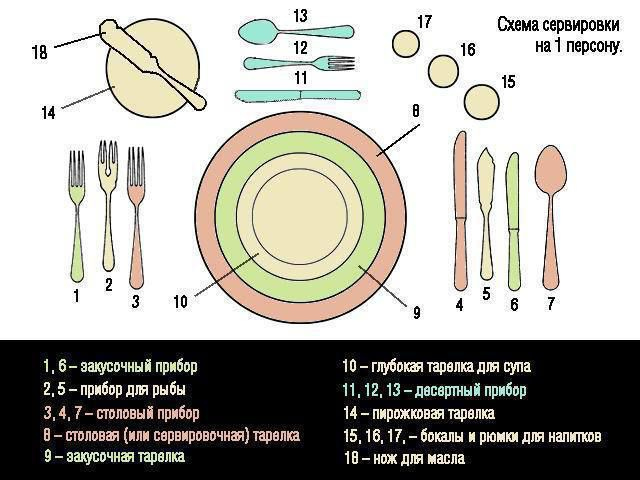 Схема сервировки
на 1 персону.
13
17
18
12
16
11
15
14
8
1
2
3
10
9
4
5
6
7
1, 6 – закусочный прибор
2, 5 – прибор для рыбы
3, 4, 7 – столовый прибор
8 – столовая (или сервировочная) тарелка
9 – закусочная тарелка
10 – глубокая тарелка для супа
11, 12, 13 – десертный прибор
14 – пирожковая тарелка
15, 16, 17, – бокалы и рюмки для напитков
18 – нож для масла